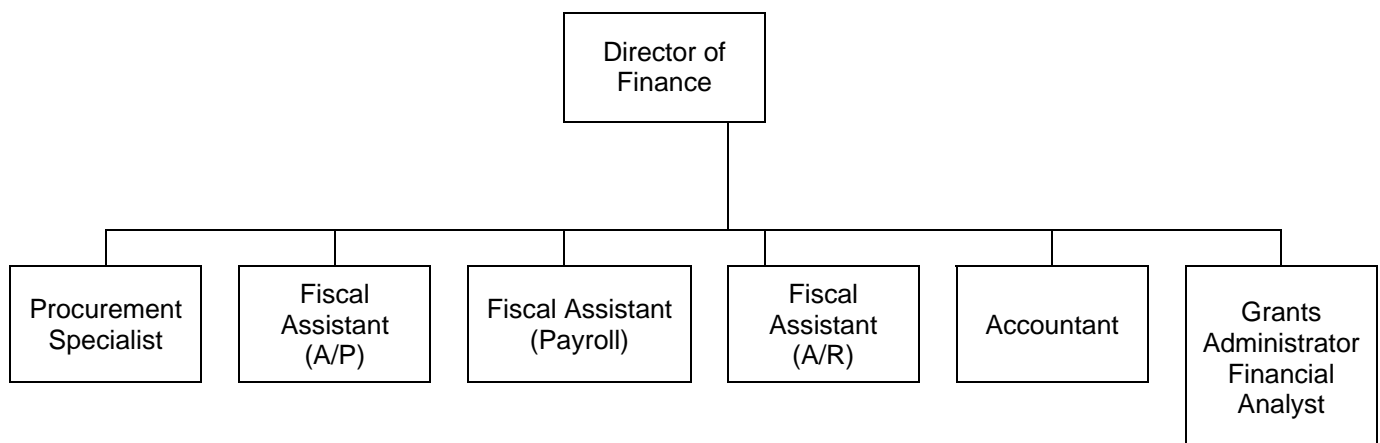 Director of
Finance
Procurement
Specialist
Fiscal
Assistant
(A/P)
Fiscal Assistant
(Payroll)
Fiscal
Assistant
(A/R)
Accountant
Grants
Administrator
Financial
Analyst